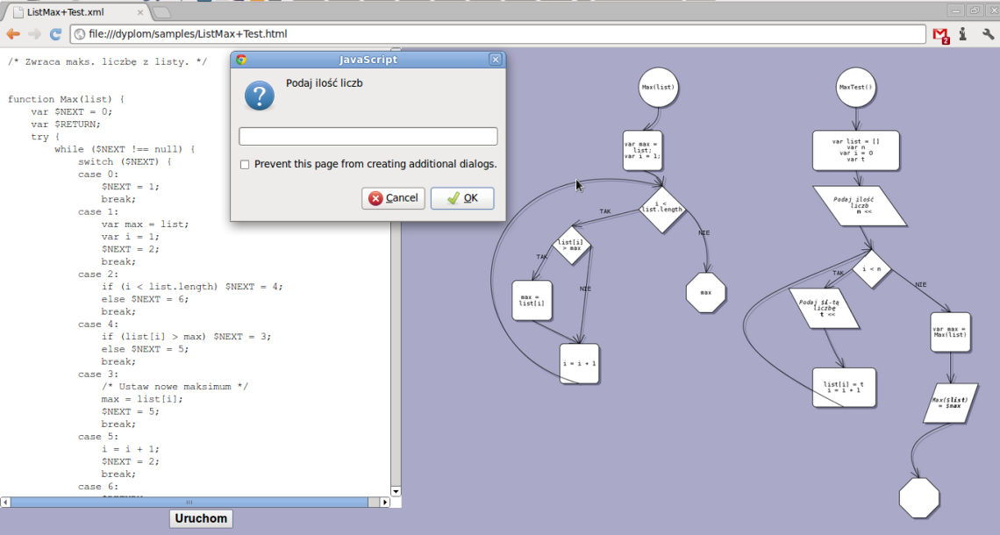 ListMax+Test.xml
file:///dyplom/samples/ListMax+Test.html
2
/* Zwraca maks. liczbę z listy. */
function Max(list) {
var $NEXT = 0;
var $RETURN;
try {
while ($NEXT !== null) {
switch ($NEXT) {
case 0:
$NEXT = 1;
break;
case 1:
var max = list;
var i = 1;
$NEXT = 2;
break;
case 2:
if (i < list.length) $NEXT = 4;
else $NEXT = 6;
break;
case 4:
if (list[i] > max) $NEXT = 3;
else $NEXT = 5;
break;
case 3:
/* Ustaw nowe maksimum */
max = list[i];
$NEXT = 5;
break;
case 5:
i = i + 1;
$NEXT = 2;
break;
case 6:
Uruchom
JavaScript
?
Podaj ilość liczb
Prevent this page from creating additional dialogs.
Cancel
OK
Max(list)
var max =
list;
var i = 1;
i <
list.length
TAK
NIE
list[i]
> max
TAK
NIE
max =
list[i]
i = i + 1
max
MaxTest()
var list = []
var n
var i = 0
var t
Podaj ilość
liczb
n <<
i < n
TAK
NIE
Podaj $i-tą
liczbę
t <<
list[i] = t
i = i + 1
var max =
Max(list)
Max($list)
= $max